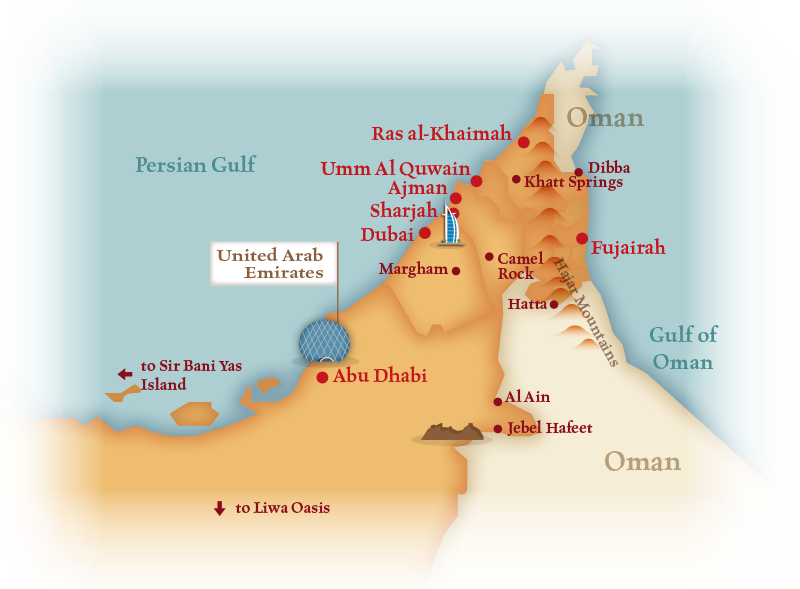 Oman
Ras al-Khaimah
Persian Gulf
Umm Al Quwain
Dibba
Khatt Springs
Ajman
Sharjah
Dubai
Fujairah
United Arab
Emirates
Camel
Rock
Margham
Hajar Mountains
Hatta
Gulf of
Oman
to Sir Bani Yas
Island
Abu Dhabi
Al Ain
Jebel Hafeet
Oman
to Liwa Oasis